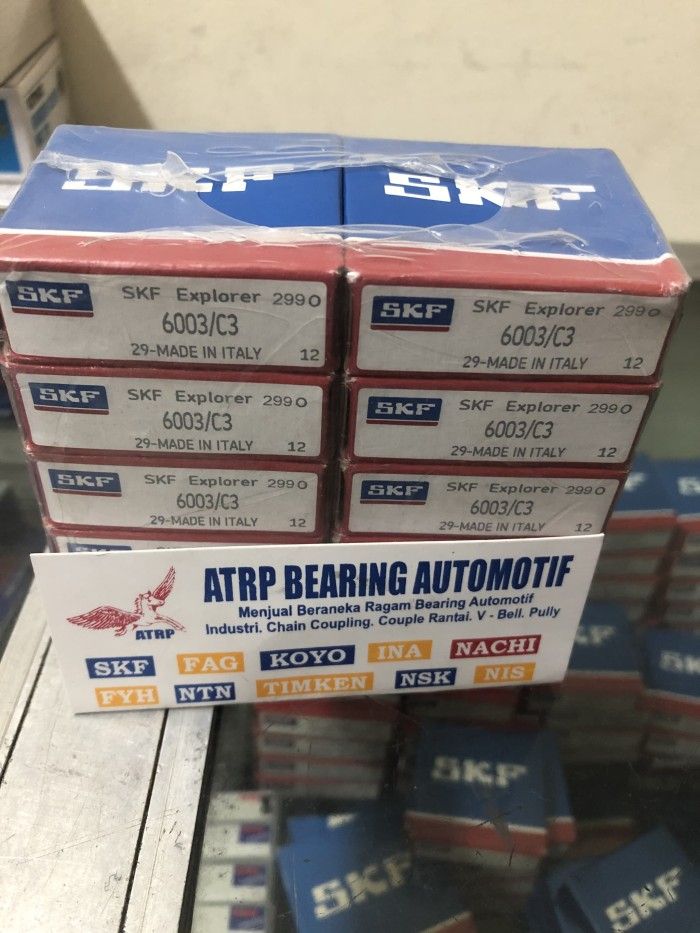 SKF
SKF
SKF
SKF Explorer 2990
6003/C3
29-MADE IN ITALY 12
SKF
SKF Explorer 2990
6003/C3
29-MADE IN ITALY 12
SKF
SKF Explorer 2990
6003/C3
29-MADE IN ITALY 12
SKF
SKF Explorer 2990
6003/C3
29-MADE IN ITALY 12
SKF
SKF Explorer 2990
6003/C3
29-MADE IN ITALY 12
SKF
SKF Explorer 2990
6003/C3
29-MADE IN ITALY 12
SKF
ATRP BEARING AUTOMOTIF
Menjual Beraneka Ragam Bearing Automotif
Industri. Chain Coupling. Couple Rantai. V - Bell. Pully
ATRP
SKF FAG KOYO INA NACHI
FYH NTN TIMKEN NSK NIS
SKF
SKF
SKF